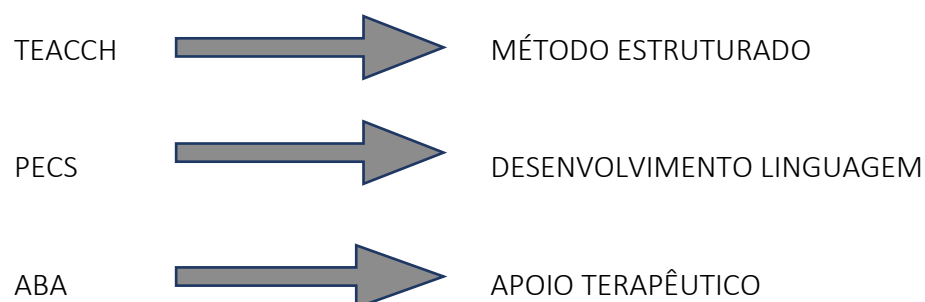 TEACCH MÉTODO ESTRUTURADO
PECS DESENVOLVIMENTO LINGUAGEM
ABA APOIO TERAPÊUTICO